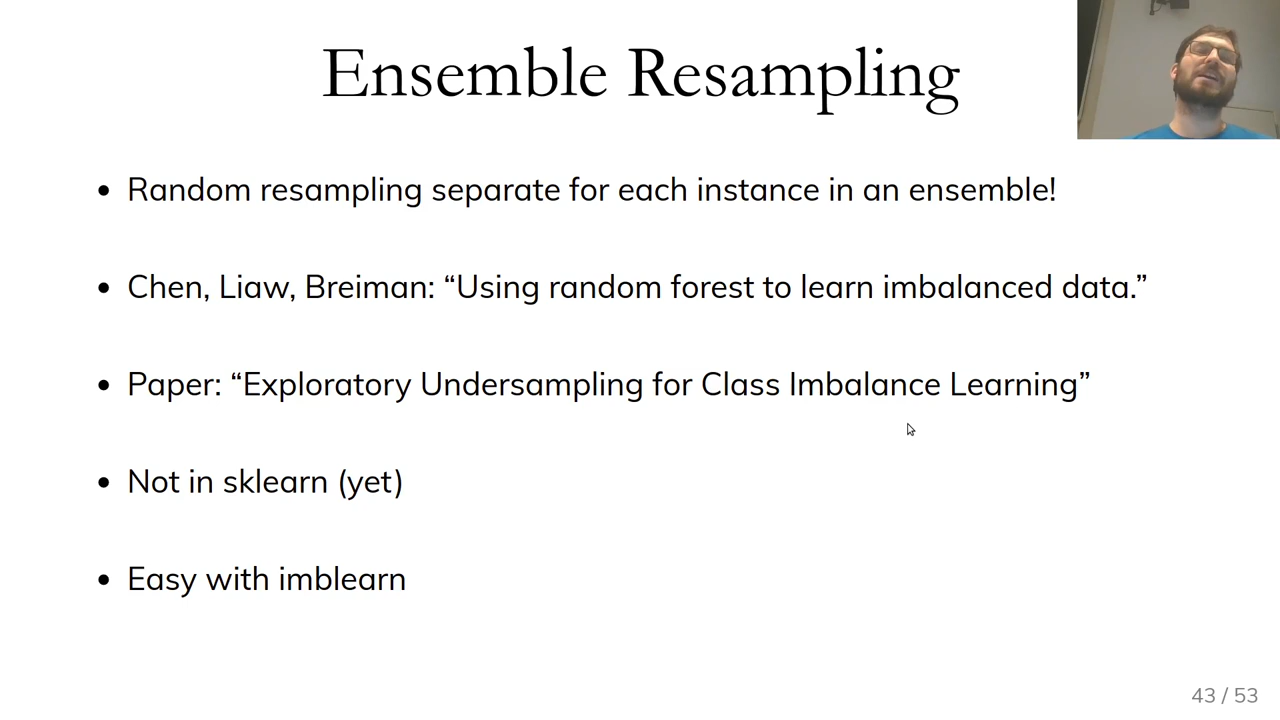 Ensemble Resampling
• Random resampling separate for each instance in an ensemble!
• Chen, Liaw, Breiman: “Using random forest to learn imbalanced data.”
• Paper: “Exploratory Undersampling for Class Imbalance Learning”
• Not in sklearn (yet)
• Easy with imblearn
43 / 53